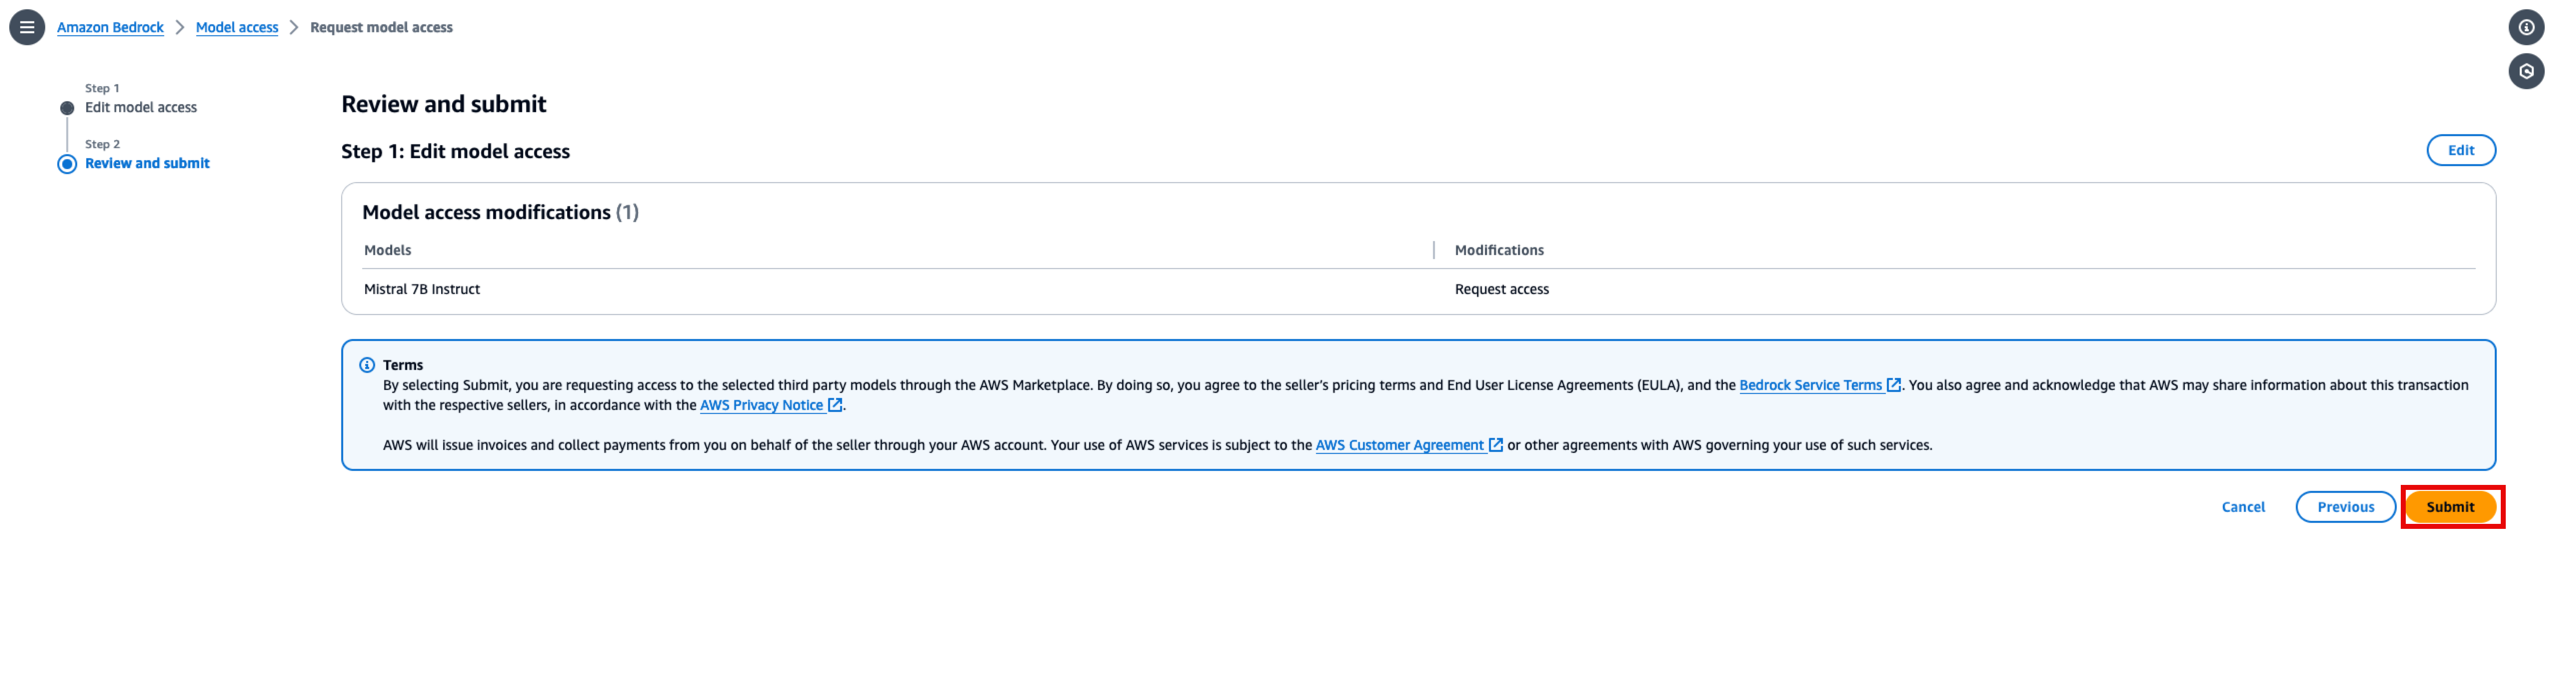 Amazon Bedrock > Model access > Request model access
Step 1
Edit model access
Step 2
Review and submit
Review and submit
Step 1: Edit model access
Edit
Model access modifications (1)
Models
Modifications
Mistral 7B Instruct
Request access
Terms
By selecting Submit, you are requesting access to the selected third party models through the AWS Marketplace. By doing so, you agree to the seller's pricing terms and End User License Agreements (EULA), and the Bedrock Service Terms. You also agree and acknowledge that AWS may share information about this transaction
with the respective sellers, in accordance with the AWS Privacy Notice.
AWS will issue invoices and collect payments from you on behalf of the seller through your AWS account. Your use of AWS services is subject to the AWS Customer Agreement or other agreements with AWS governing your use of such services.
Cancel
Previous
Submit